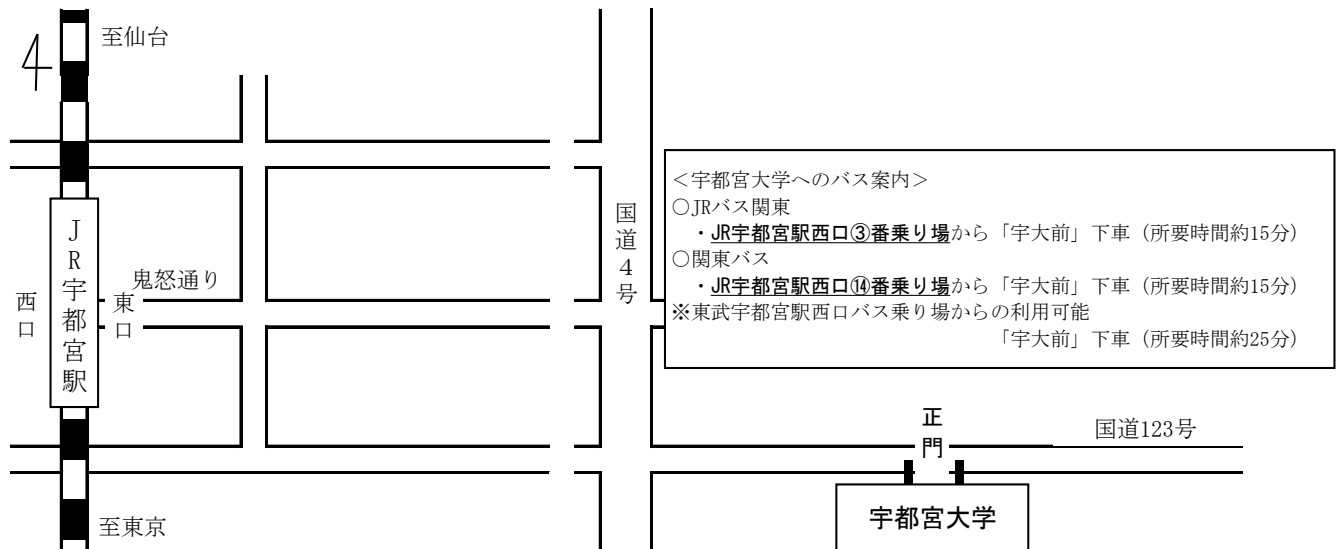 至仙台
4
JR宇都宮駅
西口
東口
鬼怒通り
国道4号
＜宇都宮大学へのバス案内＞
○JRバス関東
・JR宇都宮駅西口③番乗り場から「宇大前」下車（所要時間約15分）
○関東バス
・JR宇都宮駅西口⑭番乗り場から「宇大前」下車（所要時間約15分）
※東武宇都宮駅西口バス乗り場からの利用可能
「宇大前」下車（所要時間約25分）
正門
国道123号
宇都宮大学
至東京